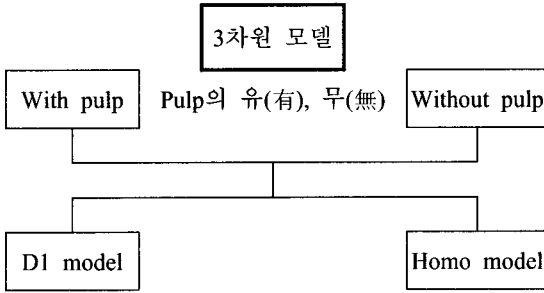 3차원 모델
With pulp Pulp의 유(有), 무(無) Without pulp
D1 model Homo model